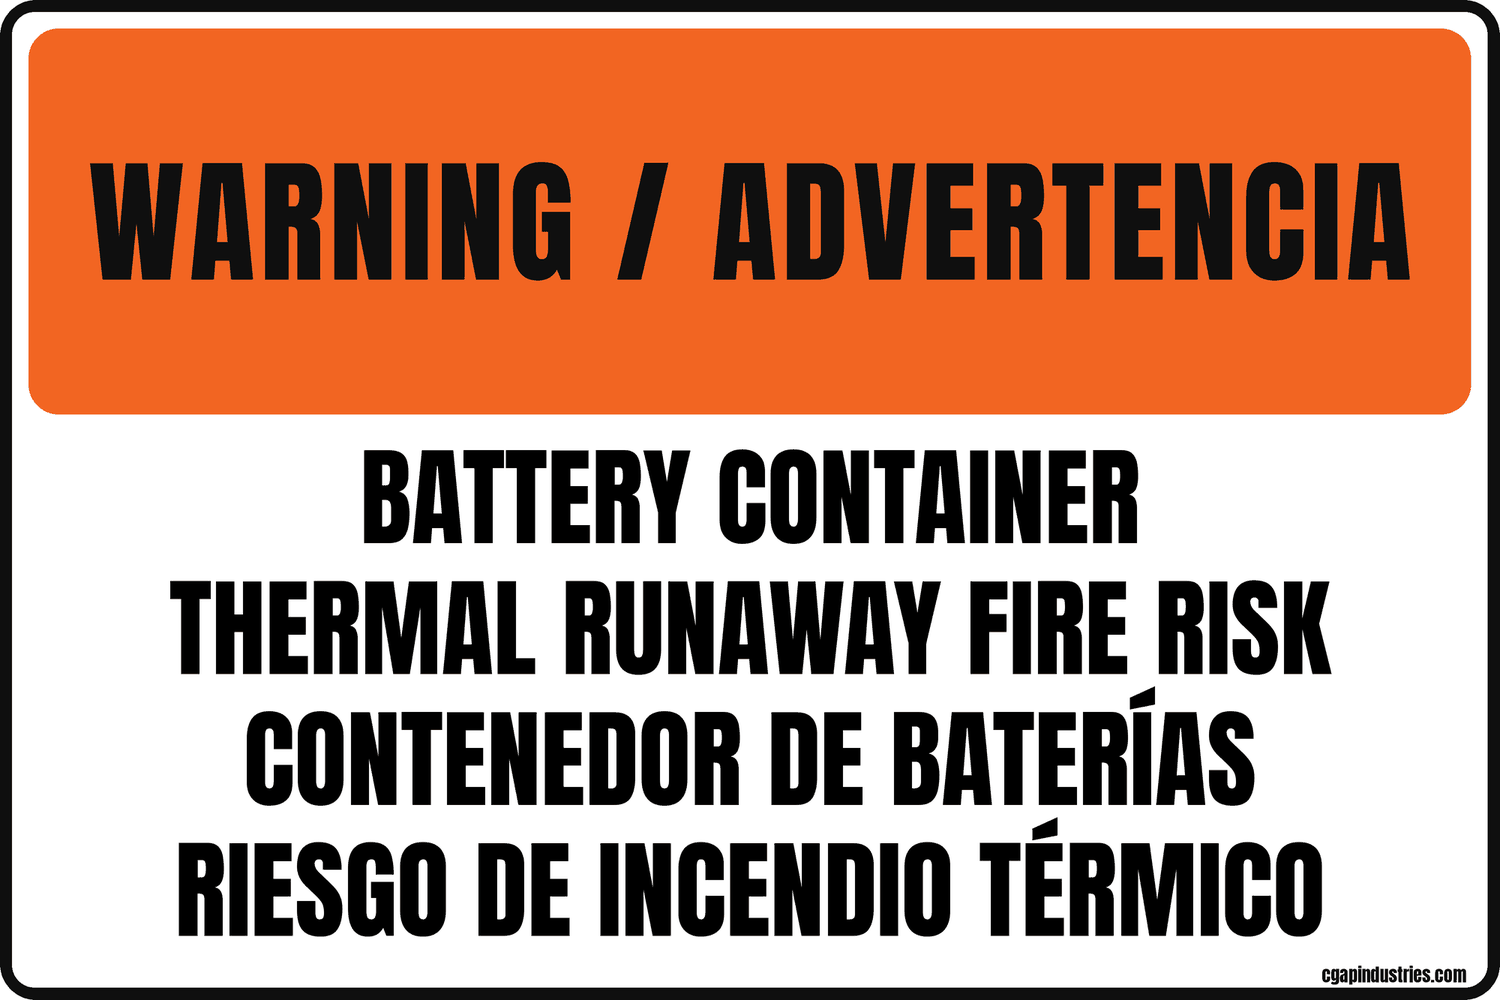 WARNING / ADVERTENCIA
BATTERY CONTAINER
THERMAL RUNAWAY FIRE RISK
CONTENEDOR DE BATERÍAS
RIESGO DE INCENDIO TÉRMICO
cgapindustries.com